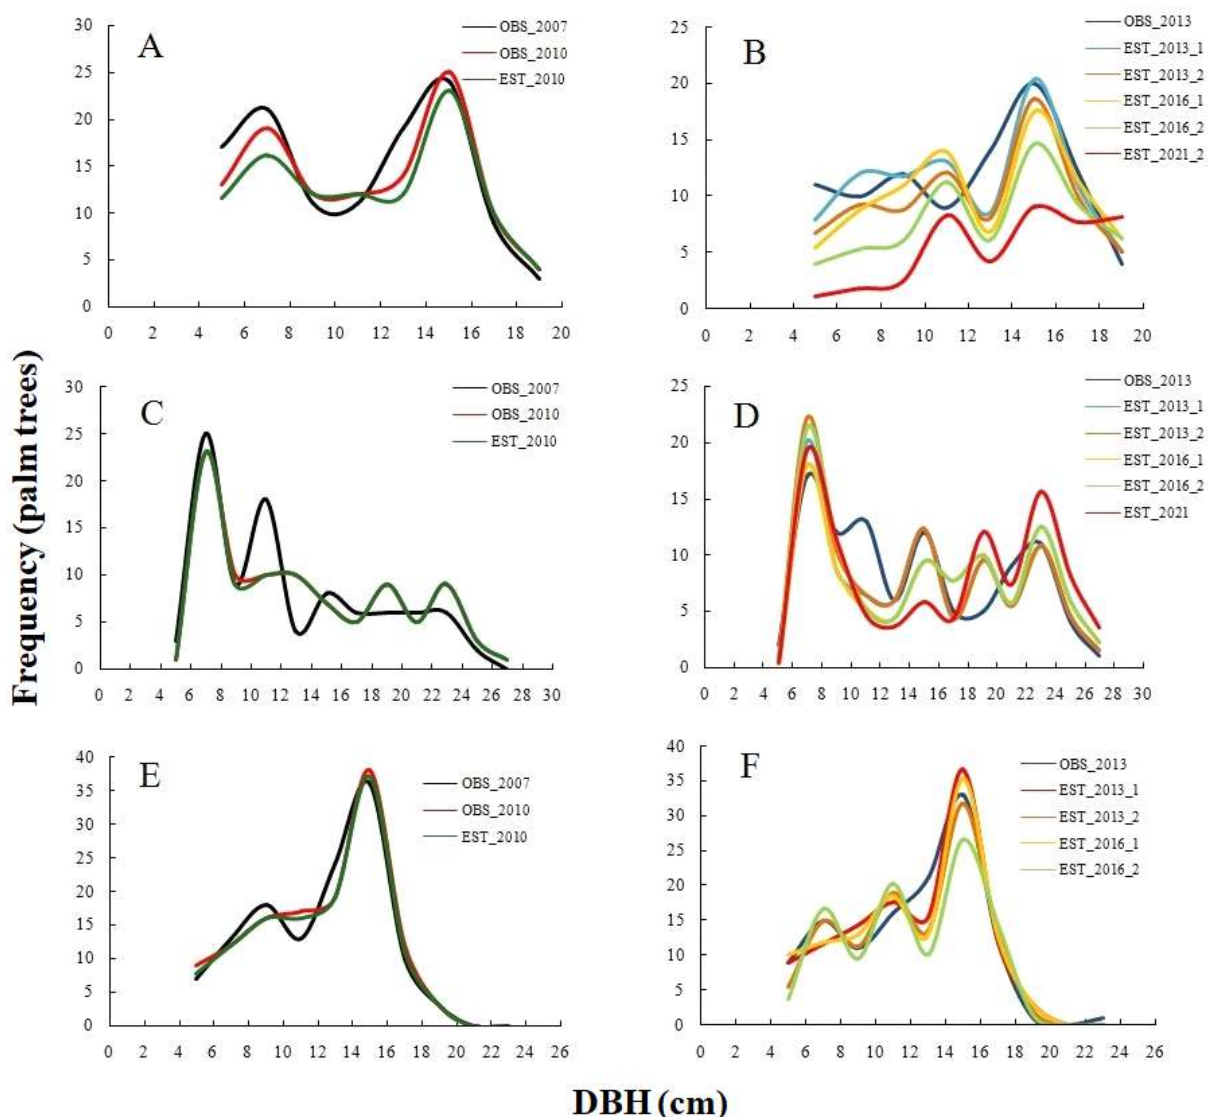 Frequency (palm trees)
A
30
25
20
15
10
5
0
0 2 4 6 8 10 12 14 16 18 20
OBS_2007
OBS_2010
EST_2010
B
25
20
15
10
5
0
0 2 4 6 8 10 12 14 16 18 20
OBS_2013
EST_2013_1
EST_2013_2
EST_2016_1
EST_2016_2
EST_2021_2
C
30
25
20
15
10
5
0
0 2 4 6 8 10 12 14 16 18 20 22 24 26 28 30
OBS_2007
OBS_2010
EST_2010
D
25
20
15
10
5
0
0 2 4 6 8 10 12 14 16 18 20 22 24 26 28 30
OBS_2013
EST_2013_1
EST_2013_2
EST_2016_1
EST_2016_2
EST_2021
E
40
35
30
25
20
15
10
5
0
0 2 4 6 8 10 12 14 16 18 20 22 24 26
OBS_2007
OBS_2010
EST_2010
F
40
35
30
25
20
15
10
5
0
0 2 4 6 8 10 12 14 16 18 20 22 24 26
OBS_2013
EST_2013_1
EST_2013_2
EST_2016_1
EST_2016_2
DBH (cm)